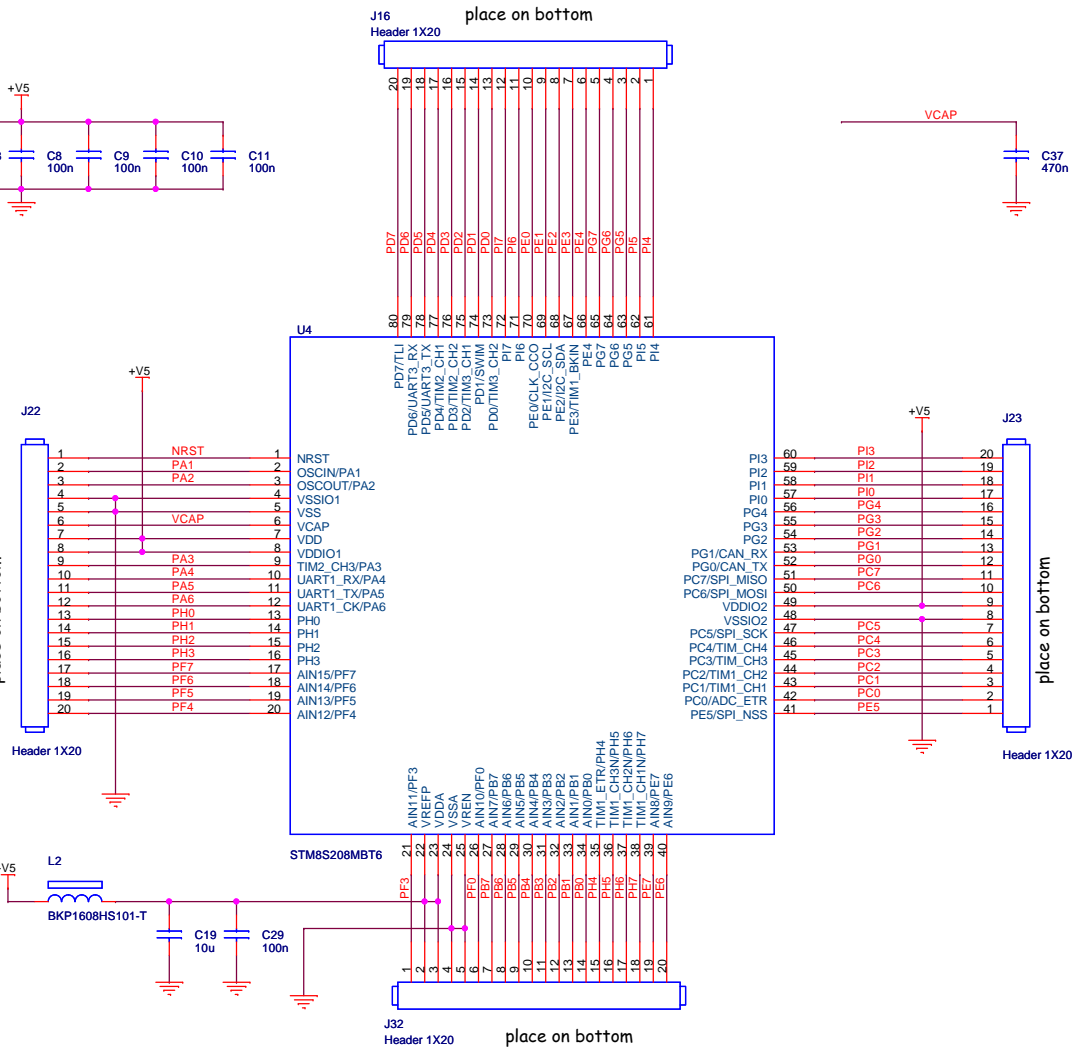 J16
Header 1X20
place on bottom
20 19 18 17 16 15 14 13 12 11 10 9 8 7 6 5 4 3 2 1
+V5
C8
100n
C9
100n
C10
100n
C11
100n
VCAP
C37
470n
PD7 PD6 PD5 PD4 PD3 PD2 PD1 PD0 PI7 PI6 PE0 PE1 PE2 PE3 PE4 PG7 PG6 PG5 PI5 PI4
80 79 78 77 76 75 74 73 72 71 70 69 68 67 66 65 64 63 62 61
U4
PD7/TLI
PD6/UART3_RX
PD5/UART3_TX
PD4/TIM2_CH1
PD3/TIM2_CH2
PD2/TIM3_CH1
PD1/SWIM
PD0/TIM3_CH2
PI7
PI6
PE0/CLK_CCO
PE1/I2C_SCL
PE2/I2C_SDA
PE3/TIM1_BKIN
PE4
PG7
PG6
PG5
PI5
PI4
+V5
J22
1 NRST 1 NRST
2 PA1 2 OSCIN/PA1
3 PA2 3 OSCOUT/PA2
4 4 VSSIO1
5 5 VSS
6 VCAP 6 VCAP
7 7 VDD
8 8 VDDIO1
9 PA3 9 TIM2_CH3/PA3
10 PA4 10 UART1_RX/PA4
11 PA5 11 UART1_TX/PA5
12 PA6 12 UART1_CK/PA6
13 PH0 13 PH0
14 PH1 14 PH1
15 PH2 15 PH2
16 PH3 16 PH3
17 PF7 17 AIN15/PF7
18 PF6 18 AIN14/PF6
19 PF5 19 AIN13/PF5
20 PF4 20 AIN12/PF4
Header 1X20
+V5
J23
PI3 60 PI3 20
PI2 59 PI2 19
PI1 58 PI1 18
PI0 57 PI0 17
PG4 56 PG4 16
PG3 55 PG3 15
PG2 54 PG2 14
PG1/CAN_RX 53 PG1 13
PG0/CAN_TX 52 PG0 12
PC7/SPI_MISO 51 PC7 11
PC6/SPI_MOSI 50 PC6 10
VDDIO2 49 9
VSSIO2 48 8
PC5/SPI_SCK 47 PC5 7
PC4/TIM_CH4 46 PC4 6
PC3/TIM_CH3 45 PC3 5
PC2/TIM1_CH2 44 PC2 4
PC1/TIM1_CH1 43 PC1 3
PC0/ADC_ETR 42 PC0 2
PE5/SPI_NSS 41 PE5 1
place on bottom
Header 1X20
AIN11/PF3
VREFP
VDDA
VSSA
VREN
AIN10/PF0
AIN7/PB7
AIN6/PB6
AIN5/PB5
AIN4/PB4
AIN3/PB3
AIN2/PB2
AIN1/PB1
AIN0/PB0
TIM1_ETR/PH4
TIM1_CH3N/PH5
TIM1_CH2N/PH6
TIM1_CH1N/PH7
AIN8/PE7
AIN9/PE6
STM8S208MBT6
21 22 23 24 25 26 27 28 29 30 31 32 33 34 35 36 37 38 39 40
PF3 PF0 PB7 PB6 PB5 PB4 PB3 PB2 PB1 PB0 PH4 PH5 PH6 PH7 PE7 PE6
L2
BKP1608HS101-T
C19
10u
C29
100n
1 2 3 4 5 6 7 8 9 10 11 12 13 14 15 16 17 18 19 20
J32
Header 1X20
place on bottom